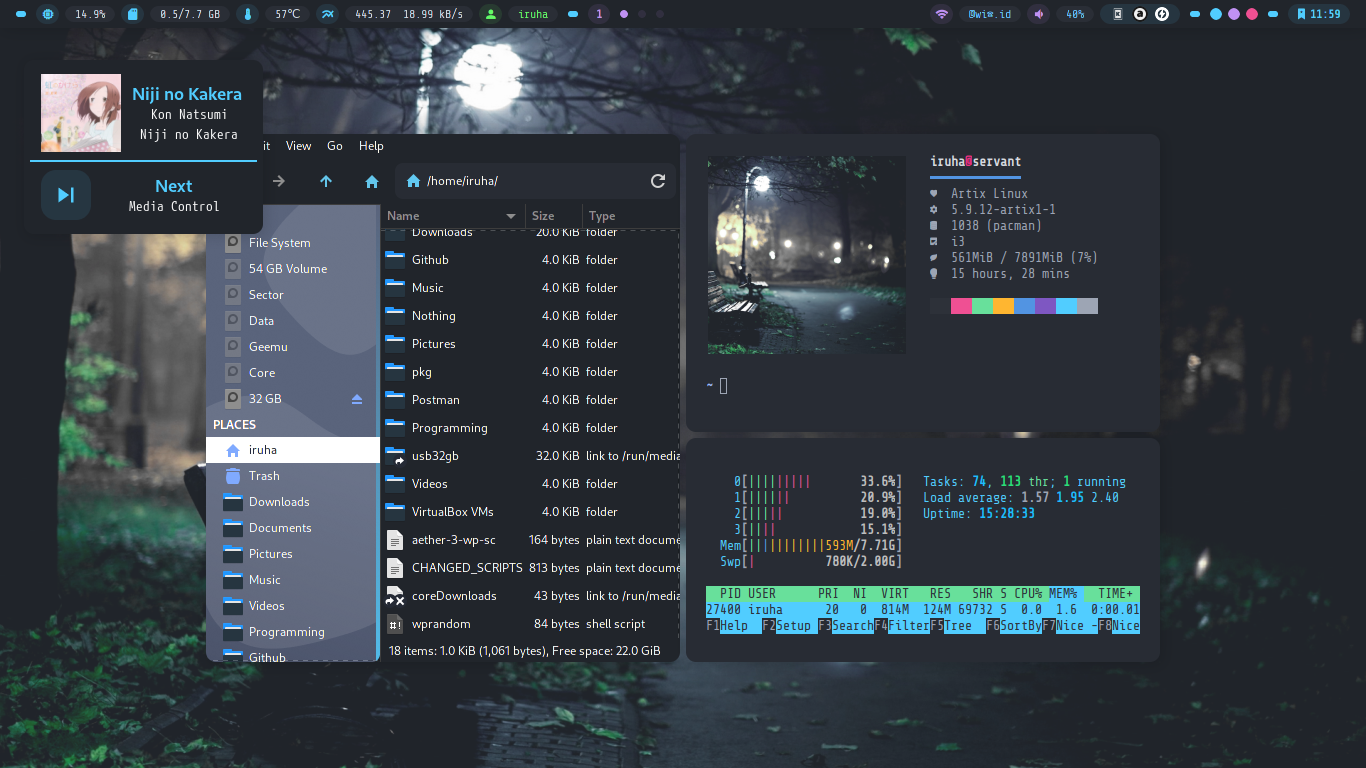 14.9%
0.5/7.7 GB
57℃
445.37 18.99 kB/s
iruha
1
@wi∞.id
40%
11:59
Niji no Kakera
Kon Natsumi
Niji no Kakera
Next
Media Control
it View Go Help
/home/iruha/
File System
54 GB Volume
Sector
Data
Geemu
Core
32 GB
PLACES
iruha
Trash
Downloads
Documents
Pictures
Music
Videos
Programming
Github
Name Size Type
Downloads 20.0 KiB folder
Github 4.0 KiB folder
Music 4.0 KiB folder
Nothing 4.0 KiB folder
Pictures 4.0 KiB folder
pkg 4.0 KiB folder
Postman 4.0 KiB folder
Programming 4.0 KiB folder
usb32gb 32.0 KiB link to /run/media
Videos 4.0 KiB folder
VirtualBox VMs 4.0 KiB folder
aether-3-wp-sc 164 bytes plain text docume
CHANGED_SCRIPTS 813 bytes plain text docume
coreDownloads 43 bytes link to /run/media
wprandom 84 bytes shell script
18 items: 1.0 KiB (1,061 bytes), Free space: 22.0 GiB
iruha@servant
Artix Linux
5.9.12-artix1-1
1038 (pacman)
i3
561MiB / 7891MiB (7%)
15 hours, 28 mins
~
0[||||||||| 33.6%]
1[|||||| 20.9%]
2[||||| 19.0%]
3[|||| 15.1%]
Mem[|||||||||||593M/7.71G]
Swp[| 780K/2.00G]
Tasks: 74, 113 thr; 1 running
Load average: 1.57 1.95 2.40
Uptime: 15:28:33
PID USER PRI NI VIRT RES SHR S CPU% MEM% TIME+
27400 iruha 20 0 814M 124M 69732 S 0.0 1.6 0:00.01
F1Help F2Setup F3SearchF4FilterF5Tree F6SortByF7Nice -F8Nice